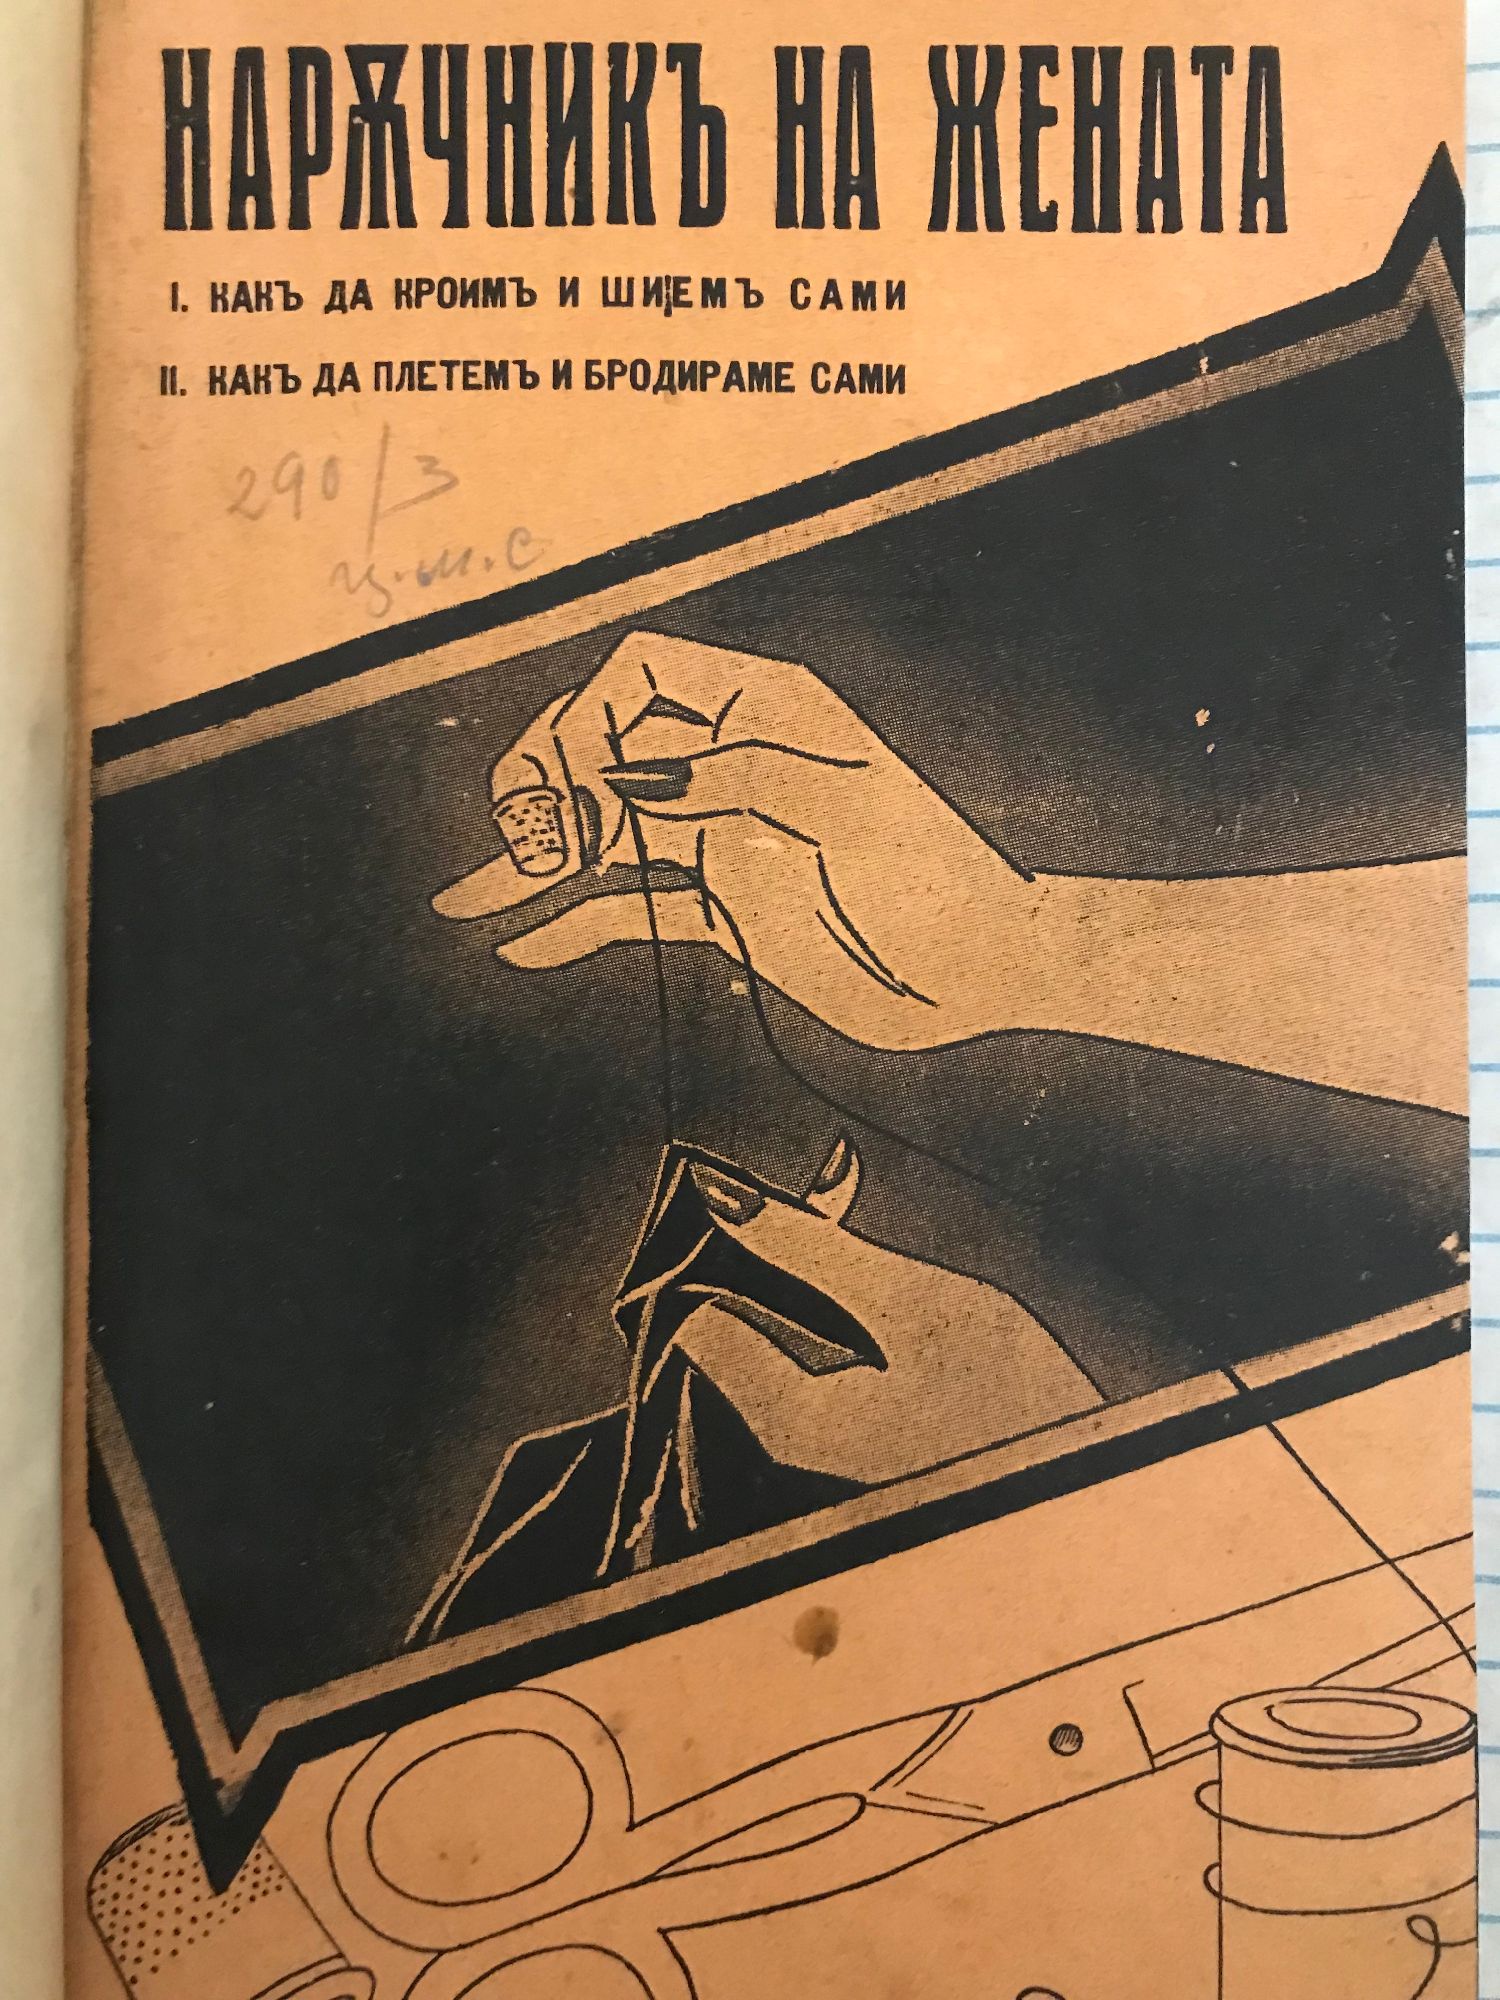 НАРѪЧНИКЪ НА ЖЕНАТА
I. КАКЪ ДА КРОИМЪ И ШИЕМЪ САМИ
II. КАКЪ ДА ПЛЕТЕМЪ И БРОДИРАМЕ САМИ
290/3
ц.м.с